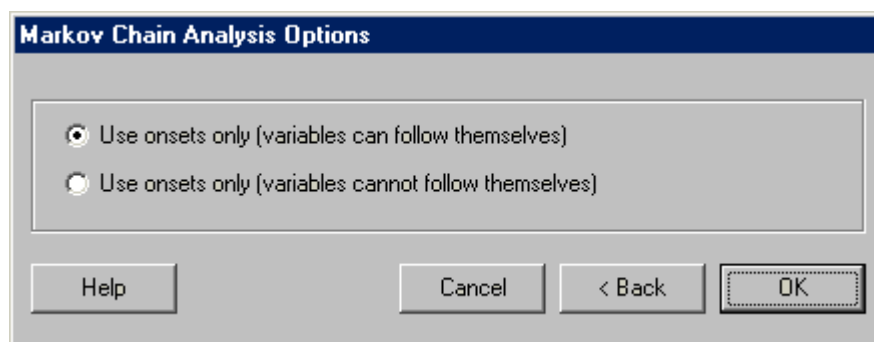 Markov Chain Analysis Options
Use onsets only (variables can follow themselves)
Use onsets only (variables cannot follow themselves)
Help Cancel < Back OK